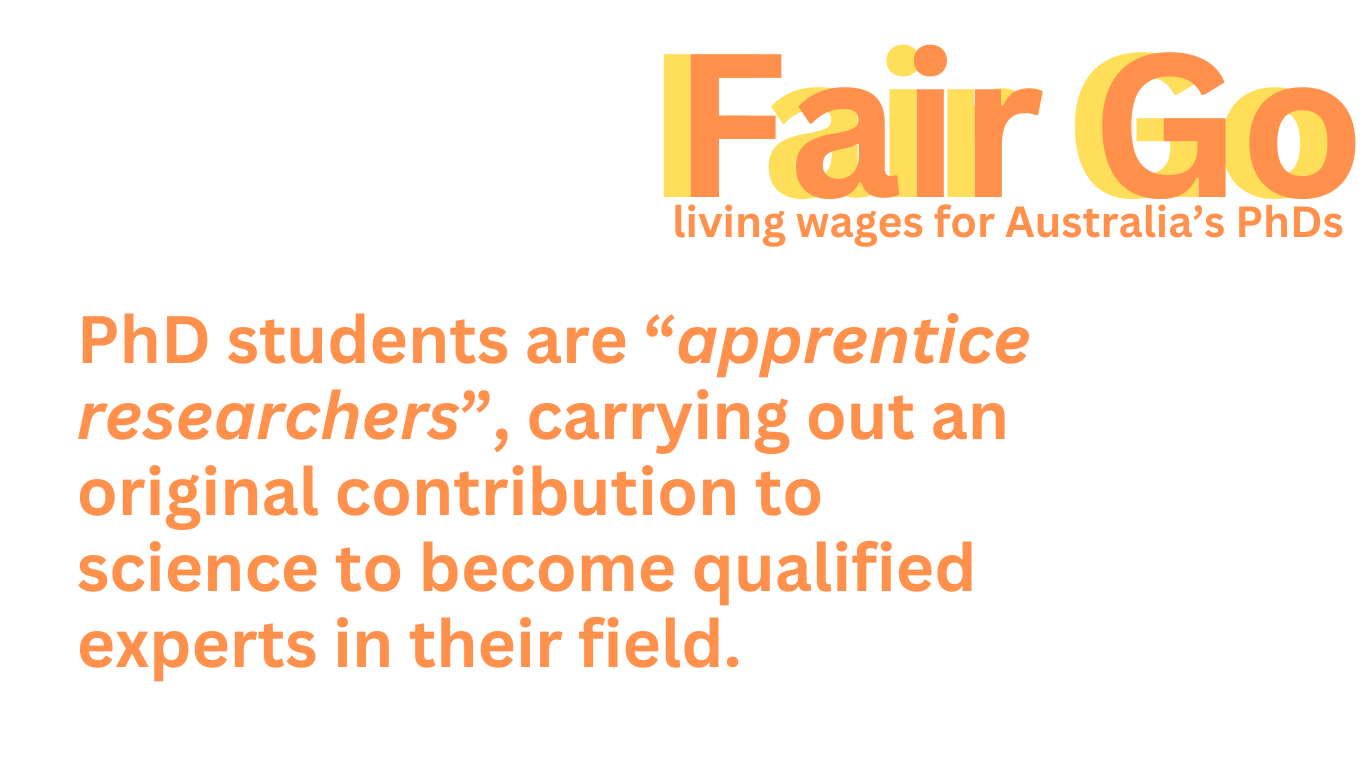 Fair Go
living wages for Australia’s PhDs
PhD students are “apprentice
researchers”, carrying out an
original contribution to
science to become qualified
experts in their field.